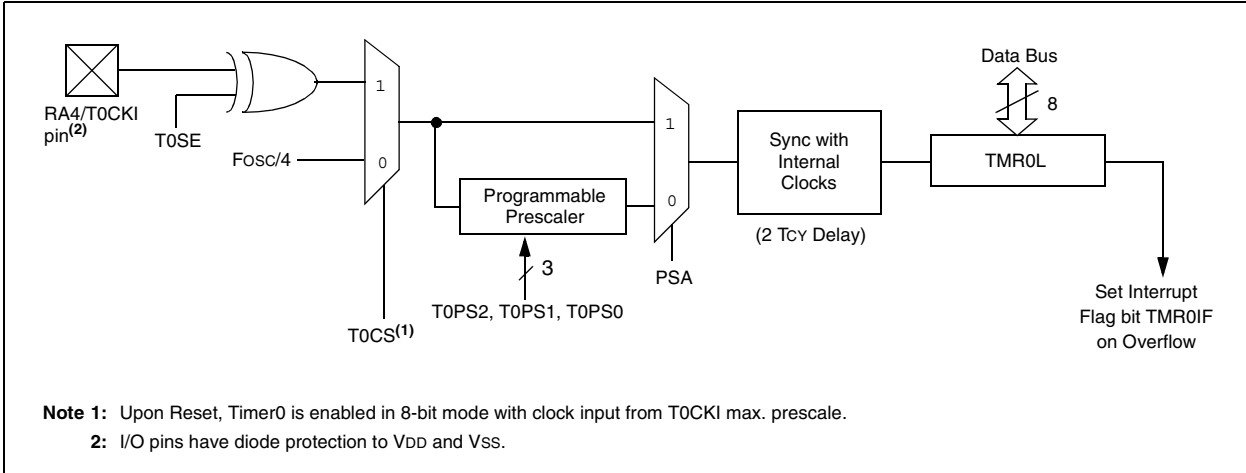 RA4/T0CKI
pin(2)
T0SE
FOSC/4
1
0
T0CS(1)
Programmable
Prescaler
3
T0PS2, T0PS1, T0PS0
1
0
PSA
Sync with
Internal
Clocks
(2 TCY Delay)
Data Bus
8
TMR0L
Set Interrupt
Flag bit TMR0IF
on Overflow
Note 1: Upon Reset, Timer0 is enabled in 8-bit mode with clock input from T0CKI max. prescale.
2: I/O pins have diode protection to VDD and VSS.